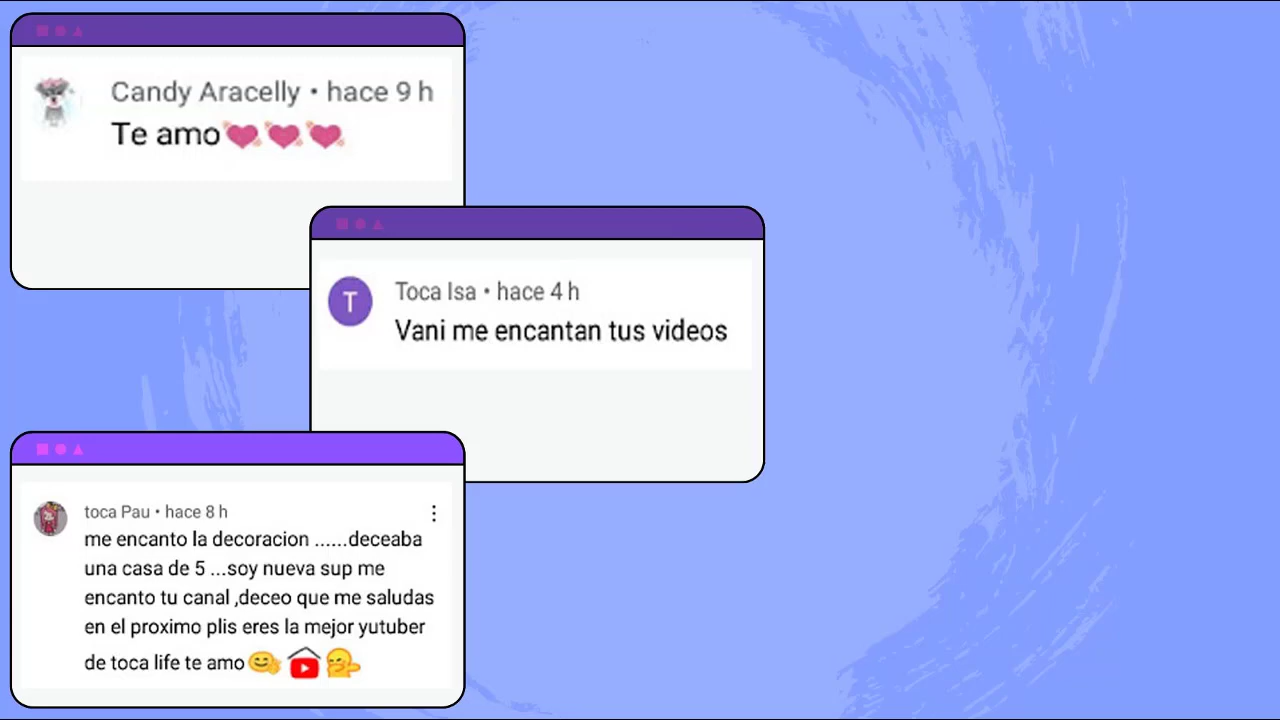 Candy Aracelly • hace 9 h
Te amo💘💘💘
T
Toca Isa • hace 4 h
Vani me encantan tus videos
toca Pau • hace 8 h
me encanto la decoracion ......deceaba
una casa de 5 ...soy nueva sup me
encanto tu canal ,deceo que me saludas
en el proximo plis eres la mejor yutuber
de toca life te amo